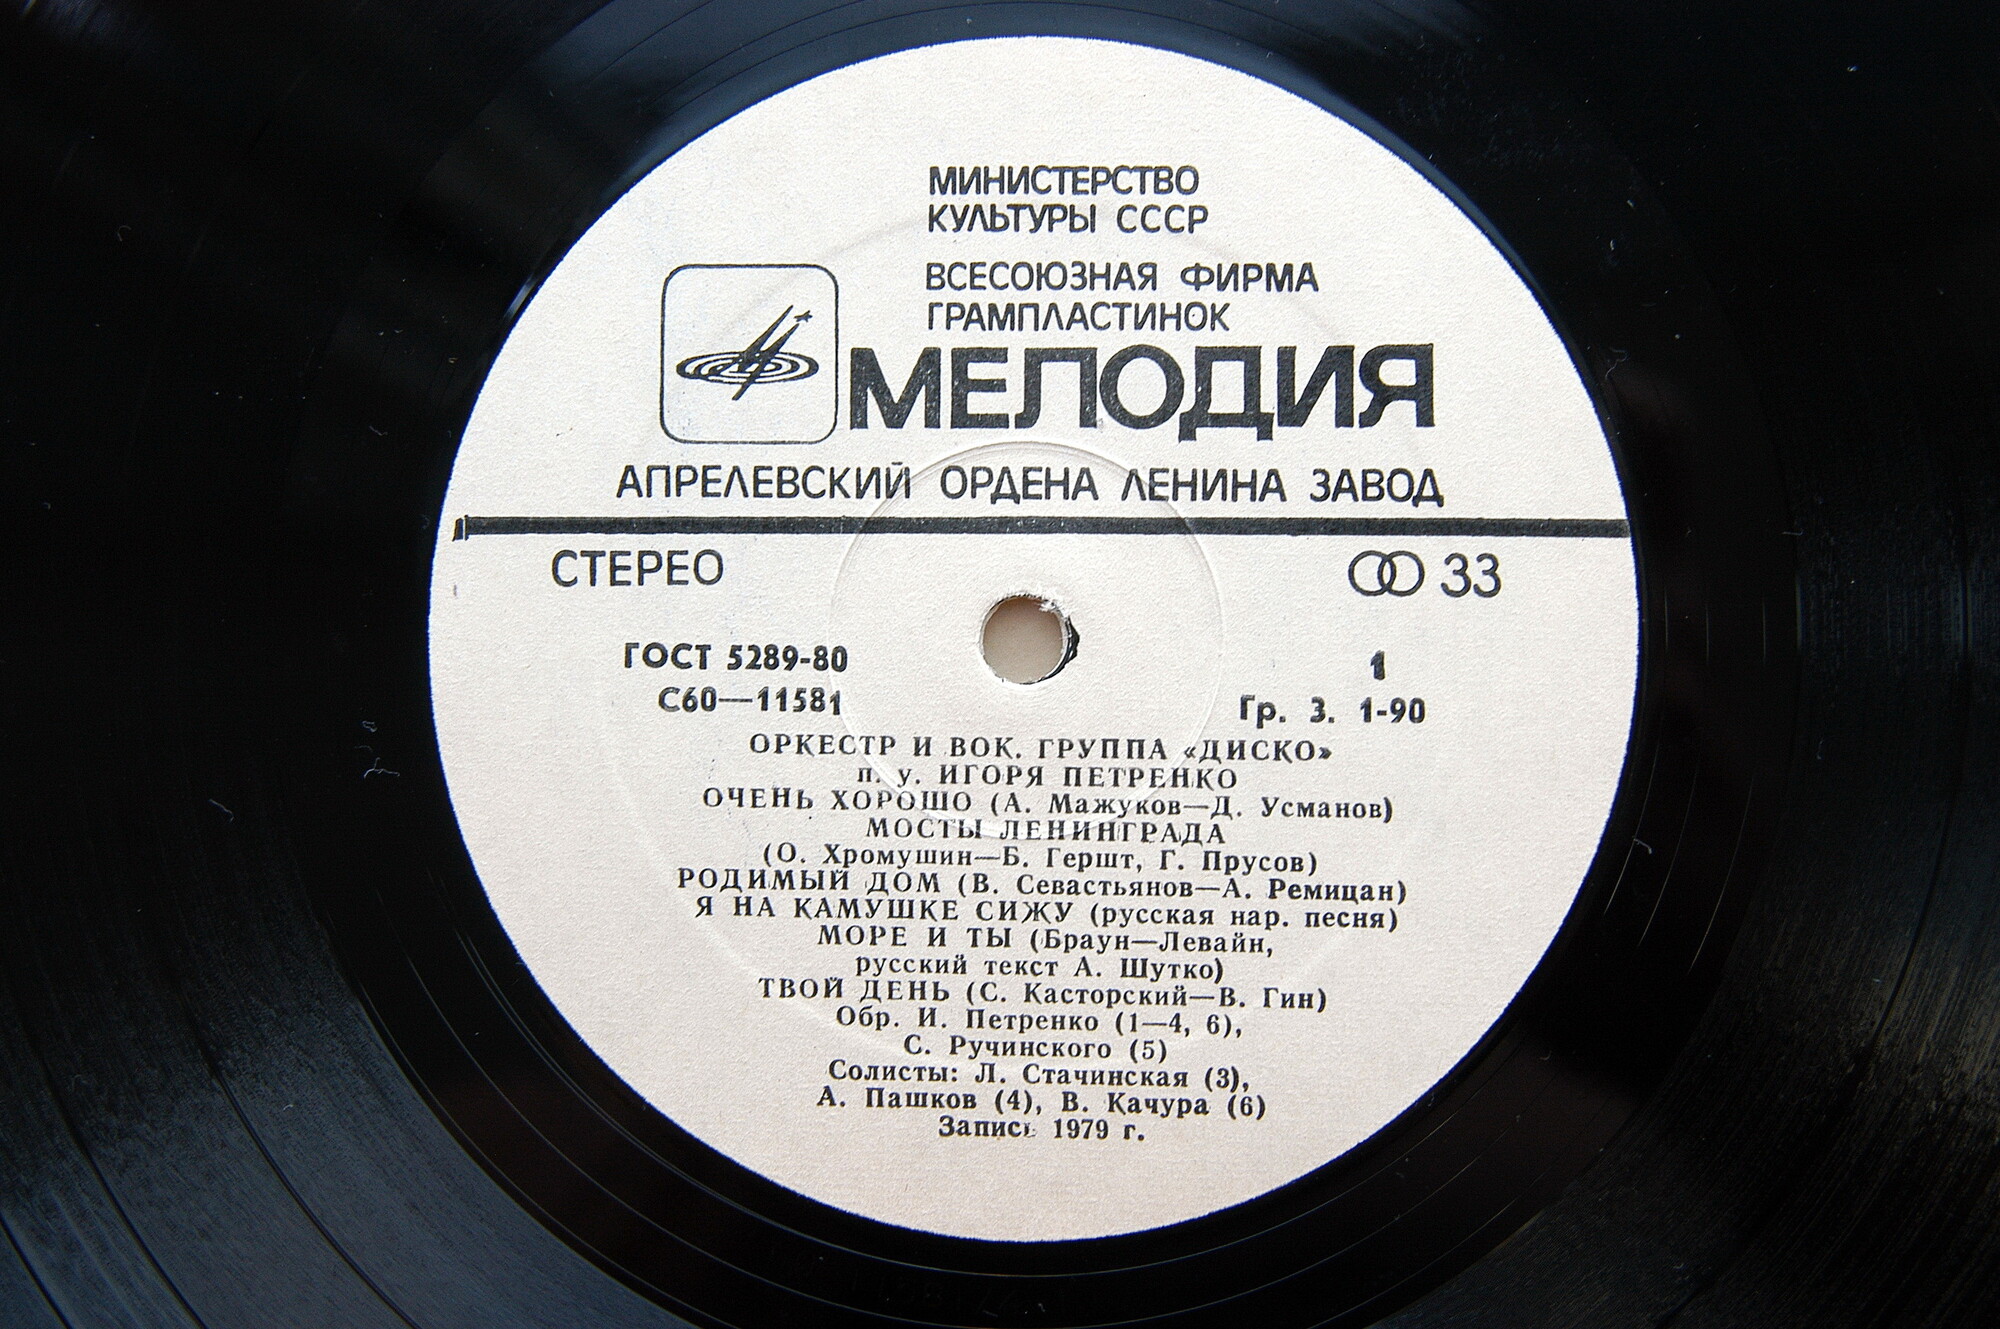 МИНИСТЕРСТВО
КУЛЬТУРЫ СССР
ВСЕСОЮЗНАЯ ФИРМА
ГРАМПЛАСТИНОК
МЕЛОДИЯ
АПРЕЛЕВСКИЙ ОРДЕНА ЛЕНИНА ЗАВОД
СТЕРЕО
33
ГОСТ 5289-80
1
С60—11581
Гр. 3. 1-90
ОРКЕСТР И ВОК. ГРУППА «ДИСКО»
п. у. ИГОРЯ ПЕТРЕНКО
ОЧЕНЬ ХОРОШО (А. Мажуков—Д. Усманов)
МОСТЫ ЛЕНИНГРАДА
(О. Хромушин—Б. Гершт, Г. Прусов)
РОДИМЫЙ ДОМ (В. Севастьянов—А. Ремицан)
Я НА КАМУШКЕ СИЖУ (русская нар. песня)
МОРЕ И ТЫ (Браун—Левайн,
русский текст А. Шутко)
ТВОЙ ДЕНЬ (С. Касторский—В. Гин)
Обр. И. Петренко (1—4, 6),
С. Ручинского (5)
Солисты: Л. Стачинская (3),
А. Пашков (4), В. Качура (6)
Запись 1979 г.